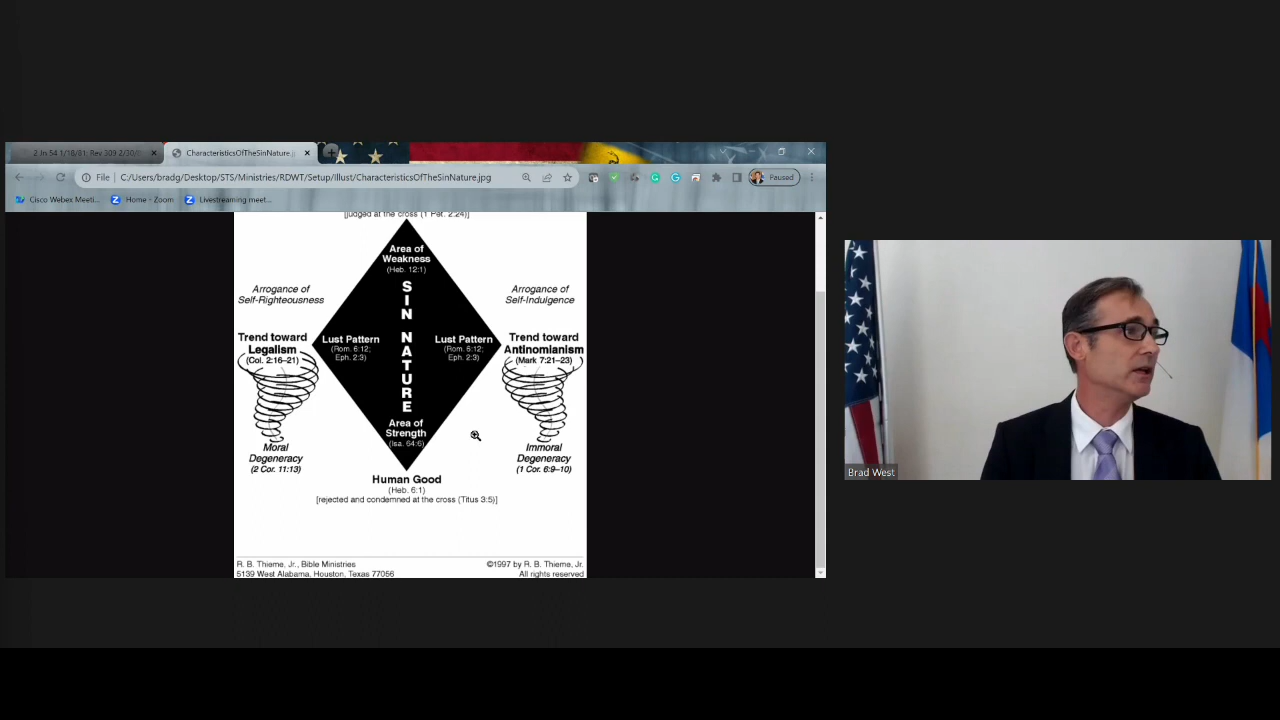 CharacteristicsOfTheSinNature.jp
File
C:/Users/bradg/Desktop/STS/Ministries/RDWT/Setup/Illust/CharacteristicsOfTheSinNature.jpg
Paused
Cisco Webex Meeti...
Home - Zoom
Livestreaming meet...
[judged at the cross (1 Pet. 2:24)]
Area of
Weakness
(Heb. 12:1)
Arrogance of
Self-Righteousness
Arrogance of
Self-Indulgence
SIN NATURE
Trend toward
Legalism
(Col. 2:16–21)
Lust Pattern
(Rom. 6:12;
Eph. 2:3)
Lust Pattern
(Rom. 6:12;
Eph. 2:3)
Trend toward
Antinomianism
(Mark 7:21–23)
Area of
Strength
(Isa. 64:6)
Moral
Degeneracy
(2 Cor. 11:13)
Immoral
Degeneracy
(1 Cor. 6:9–10)
Human Good
(Heb. 6:1)
[rejected and condemned at the cross (Titus 3:5)]
R. B. Thieme, Jr., Bible Ministries
5139 West Alabama, Houston, Texas 77056
©1997 by R. B. Thieme, Jr.
All rights reserved
Brad West